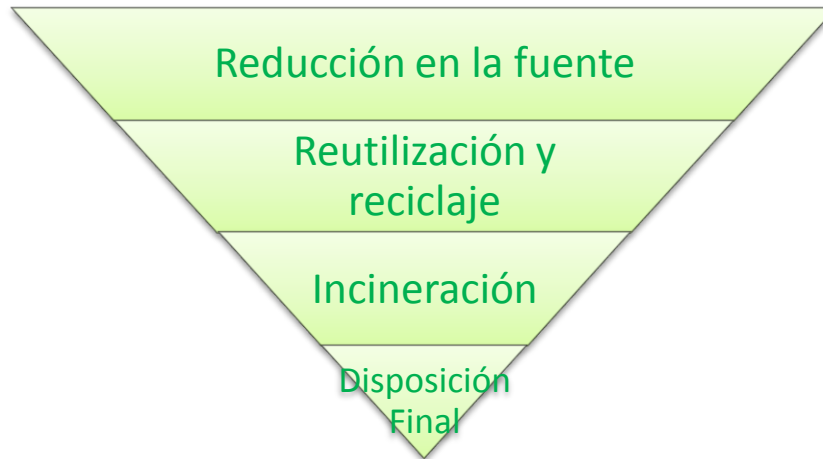 Reducción en la fuente
Reutilización y
reciclaje
Incineración
Disposición
Final